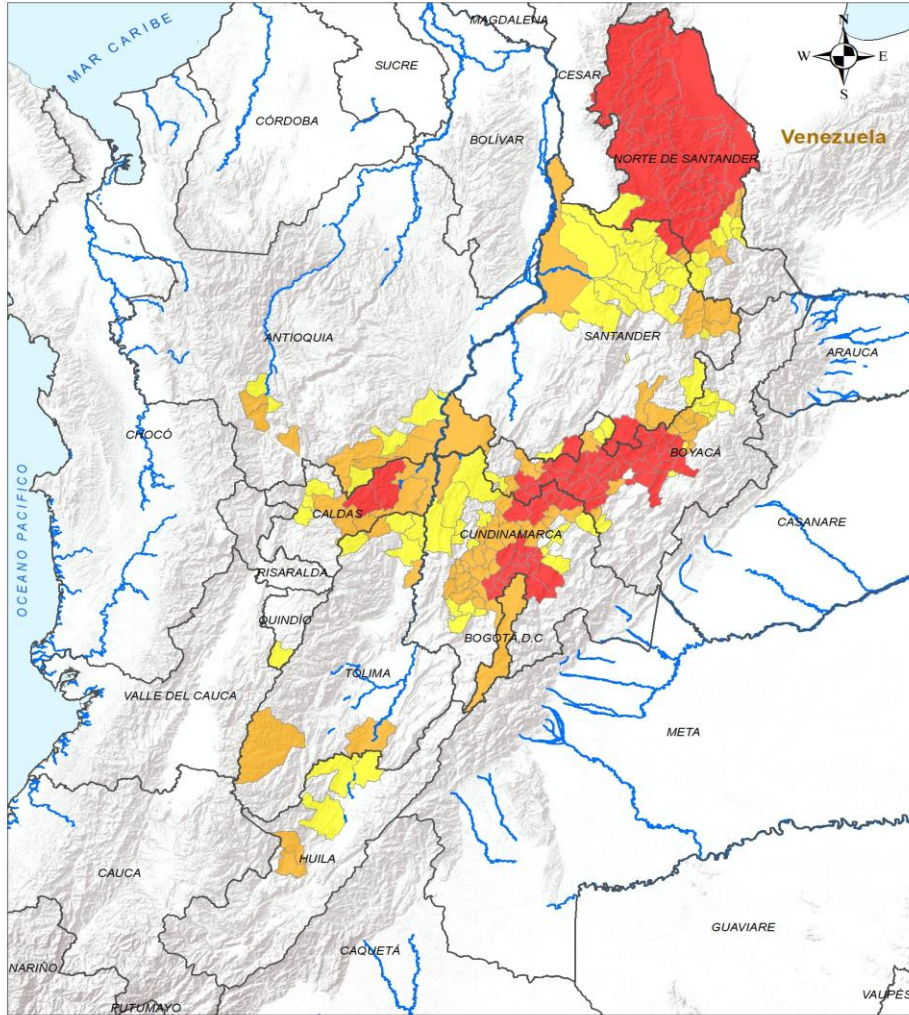 MAGDALENA
N
W E
S
MAR CARIBE
SUCRE
CESAR
CÓRDOBA
BOLÍVAR
Venezuela
NORTE DE SANTANDER
ANTIOQUIA
SANTANDER
ARAUCA
CHOCÓ
BOYACÁ
CALDAS
CUNDINAMARCA
CASANARE
OCEANO PACIFICO
RISARALDA
QUINDÍO
BOGOTÁ, D.C
TOLIMA
VALLE DEL CAUCA
META
HUILA
CAUCA
GUAVIARE
CAQUETÁ
NARIÑO
VAUPÉS
PUTUMAYO